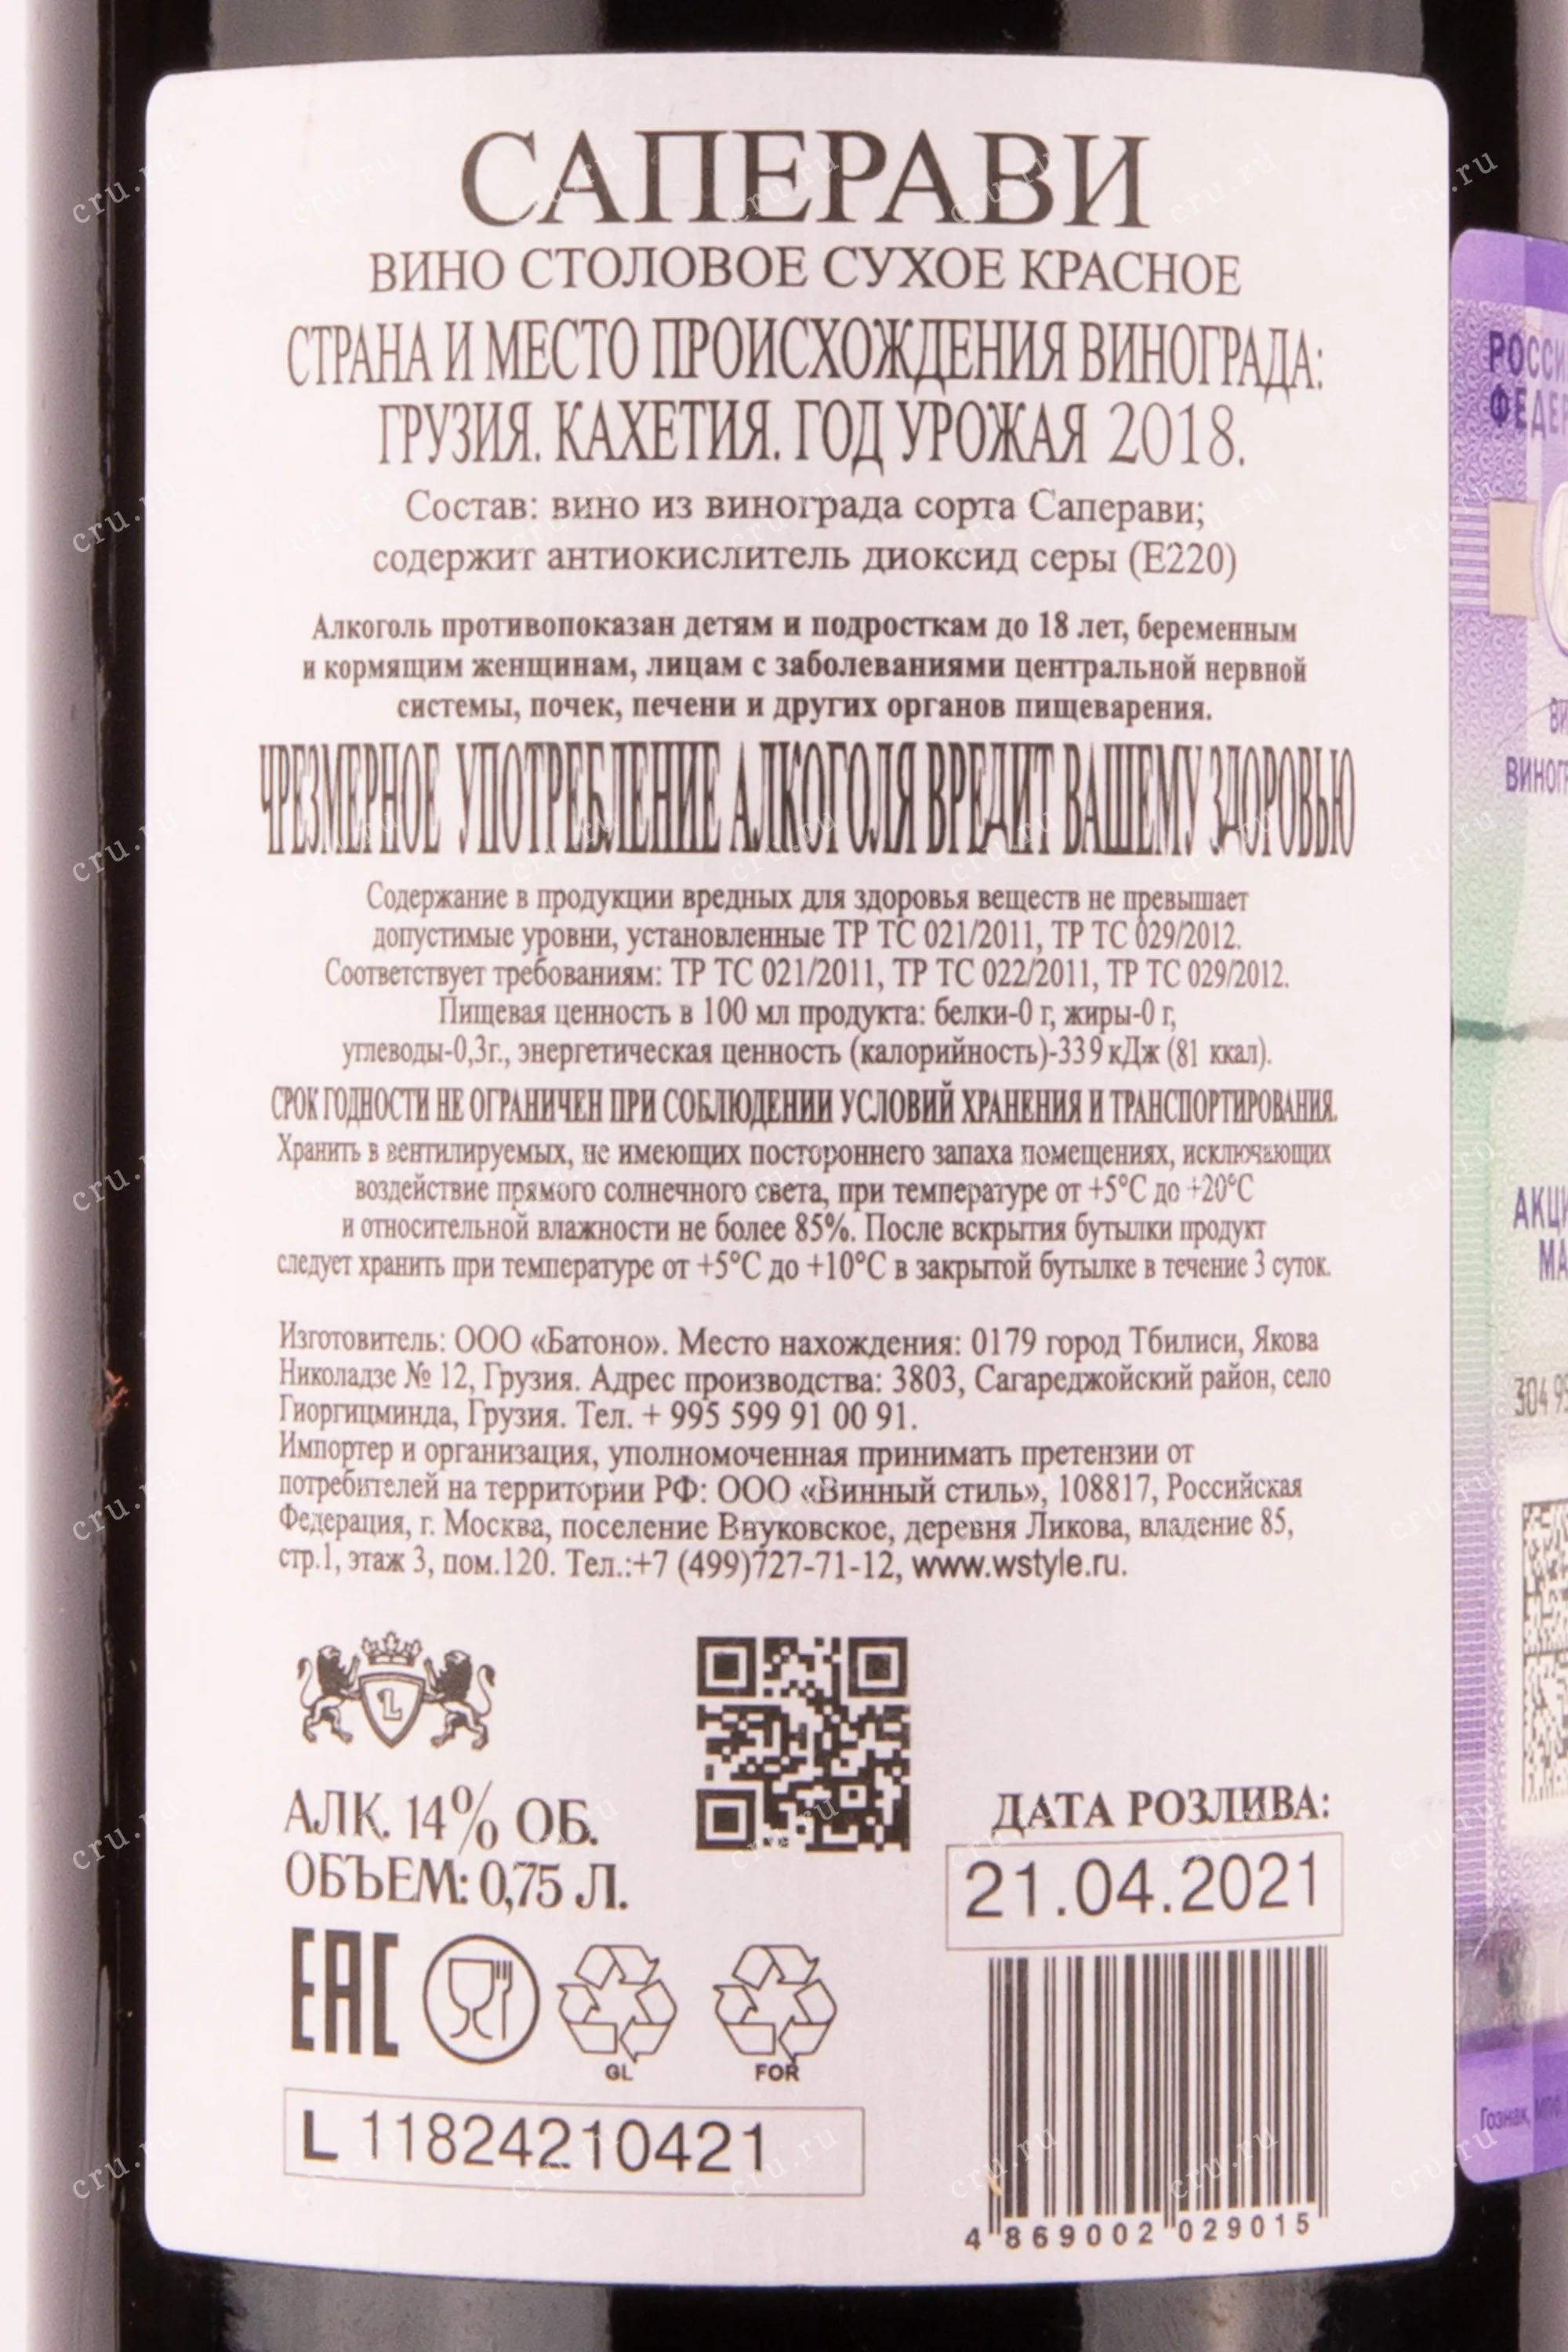 САПЕРАВИ
ВИНО СТОЛОВОЕ СУХОЕ КРАСНОЕ
СТРАНА И МЕСТО ПРОИСХОЖДЕНИЯ ВИНОГРАДА:
ГРУЗИЯ. КАХЕТИЯ. ГОД УРОЖАЯ 2018.
Состав: вино из винограда сорта Саперави;
содержит антиокислитель диоксид серы (Е220)
Алкоголь противопоказан детям и подросткам до 18 лет, беременным
и кормящим женщинам, лицам с заболеваниями центральной нервной
системы, почек, печени и других органов пищеварения.
ЧРЕЗМЕРНОЕ УПОТРЕБЛЕНИЕ АЛКОГОЛЯ ВРЕДИТ ВАШЕМУ ЗДОРОВЬЮ
Содержание в продукции вредных для здоровья веществ не превышает
допустимые уровни, установленные ТР ТС 021/2011, ТР ТС 029/2012.
Соответствует требованиям: ТР ТС 021/2011, ТР ТС 022/2011, ТР ТС 029/2012.
Пищевая ценность в 100 мл продукта: белки-0 г, жиры-0 г,
углеводы-0,3г., энергетическая ценность (калорийность)-339 кДж (81 ккал).
СРОК ГОДНОСТИ НЕ ОГРАНИЧЕН ПРИ СОБЛЮДЕНИИ УСЛОВИЙ ХРАНЕНИЯ И ТРАНСПОРТИРОВАНИЯ.
Хранить в вентилируемых, не имеющих постороннего запаха помещениях, исключающих
воздействие прямого солнечного света, при температуре от +5°С до +20°С
и относительной влажности не более 85%. После вскрытия бутылки продукт
следует хранить при температуре от +5°С до +10°С в закрытой бутылке в течение 3 суток.
Изготовитель: ООО «Батоно». Место нахождения: 0179 город Тбилиси, Якова
Николадзе № 12, Грузия. Адрес производства: 3803, Сагареджойский район, село
Гиоргицминда, Грузия. Тел. + 995 599 91 00 91.
Импортер и организация, уполномоченная принимать претензии от
потребителей на территории РФ: ООО «Винный стиль», 108817, Российская
Федерация, г. Москва, поселение Внуковское, деревня Ликова, владение 85,
стр.1, этаж 3, пом.120. Тел.:+7 (499)727-71-12, www.wstyle.ru.
L
АЛК. 14% ОБ.
ОБЪЕМ: 0,75 Л.
ДАТА РОЗЛИВА:
21.04.2021
EAC
GL
FOR
L 11824210421
4 869002 029015
РОССИ
ФЕДЕР
ВИ
ВИНОГР
АКЦИ
МА
304 9
Гознак,
cru.ru